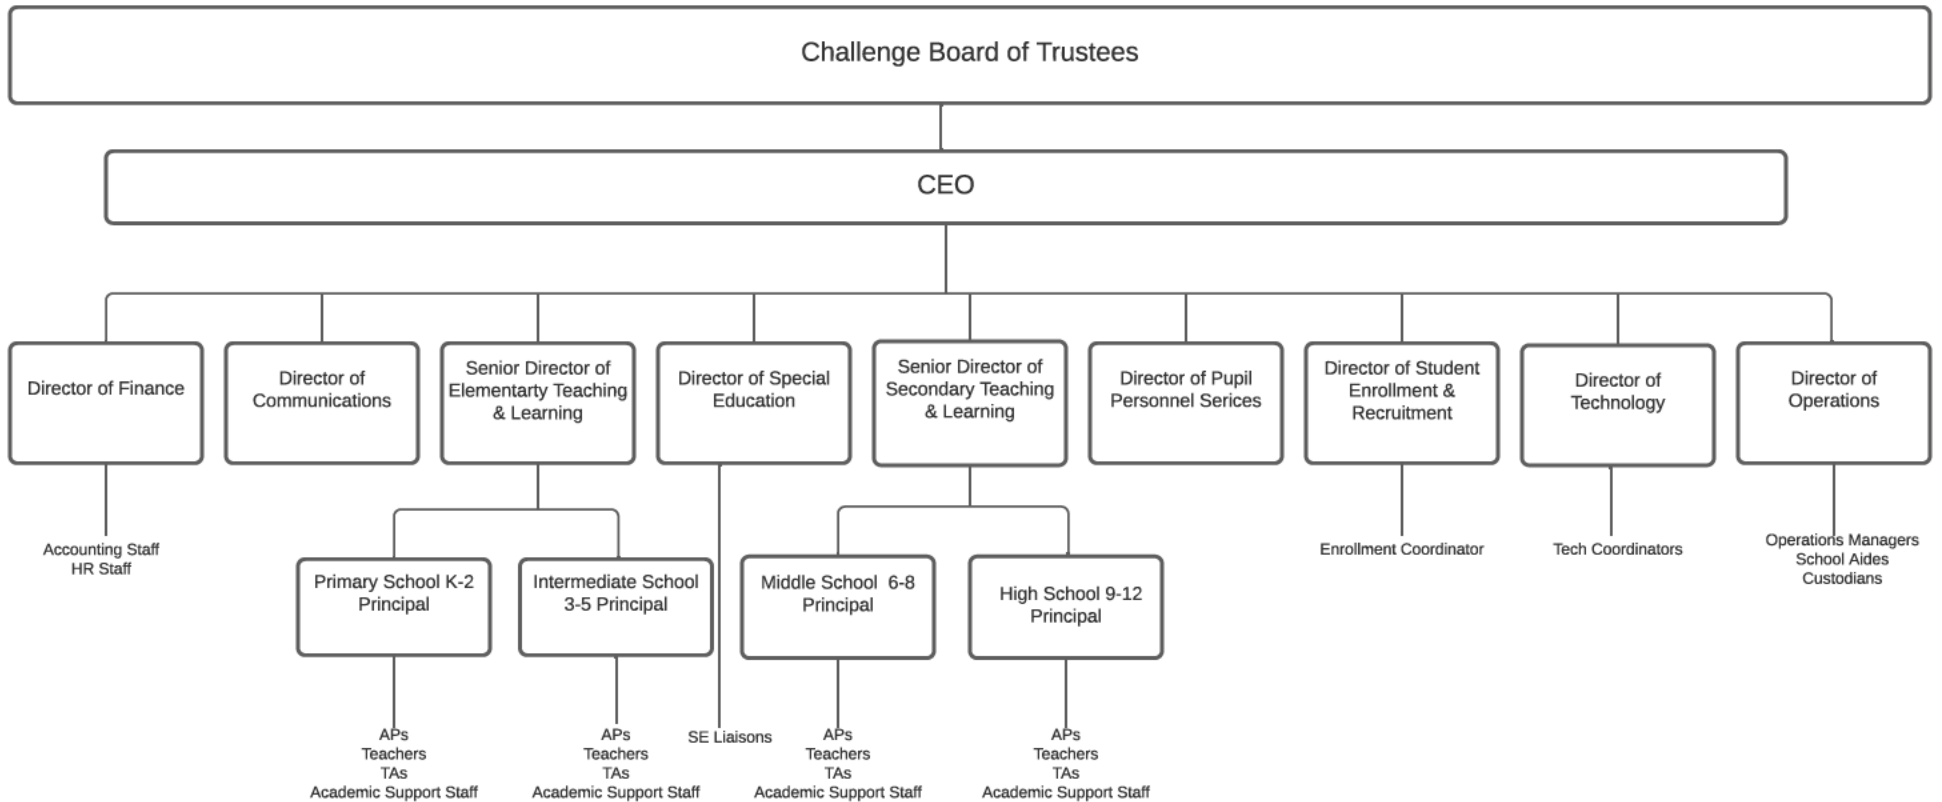 Challenge Board of Trustees
CEO
Director of Finance
Director of
Communications
Senior Director of
Elementarty Teaching
& Learning
Director of Special
Education
Senior Director of
Secondary Teaching
& Learning
Director of Pupil
Personnel Serices
Director of Student
Enrollment &
Recruitment
Director of
Technology
Director of
Operations
Accounting Staff
HR Staff
Primary School K-2
Principal
Intermediate School
3-5 Principal
Middle School  6-8
Principal
High School 9-12
Principal
Enrollment Coordinator
Tech Coordinators
Operations Managers
School Aides
Custodians
APs
Teachers
TAs
Academic Support Staff
APs
Teachers
TAs
Academic Support Staff
SE Liaisons
APs
Teachers
TAs
Academic Support Staff
APs
Teachers
TAs
Academic Support Staff